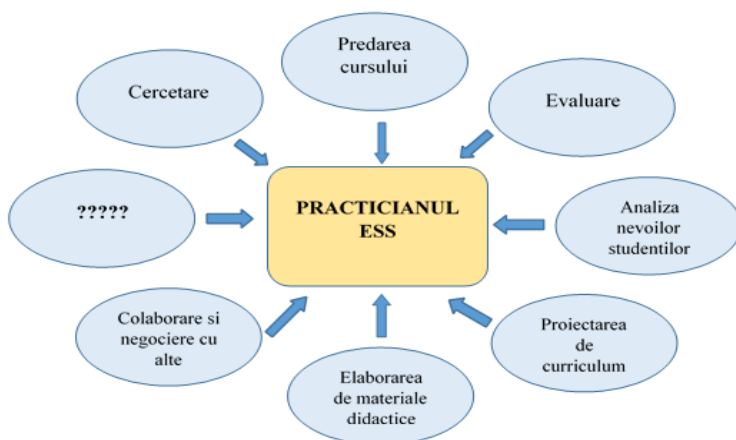 Predarea
cursului
Cercetare
Evaluare
?????
PRACTICIANUL
ESS
Analiza
nevoilor
studentilor
Colaborare si
negociere cu
alte
Elaborarea
de materiale
didactice
Proiectarea
de
curriculum